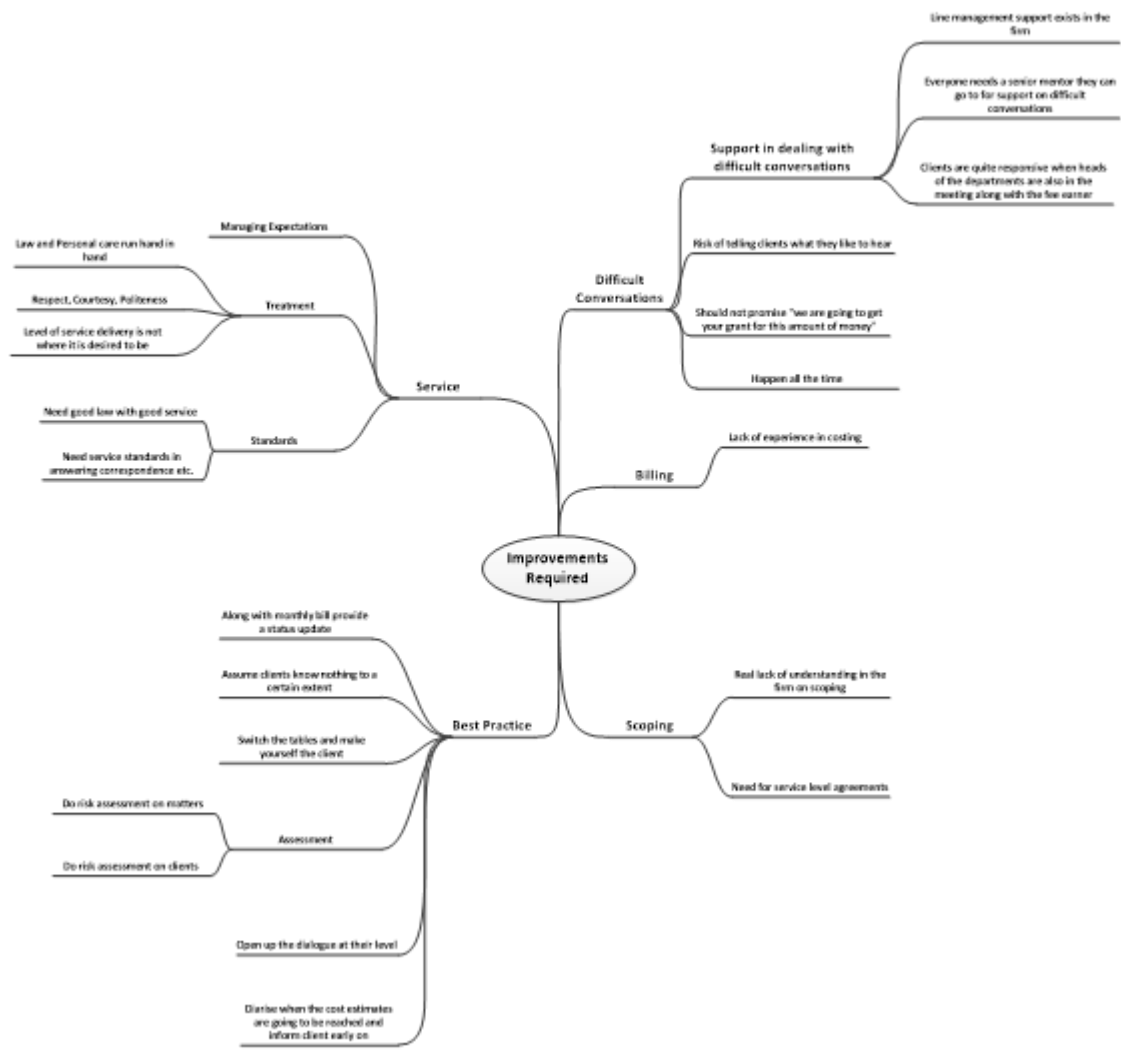 Line management support exists in the
firm
Everyone needs a senior mentor they can
go to for support on difficult
conversations
Support in dealing with
difficult conversations
Clients are quite responsive when heads
of the departments are also in the
meeting along with the fee earner
Risk of telling clients what they like to hear
Difficult
Conversations
Should not promise "we are going to get
your grant for this amount of money"
Happen all the time
Lack of experience in costing
Billing
Managing Expectations
Law and Personal care run hand in
hand
Respect, Courtesy, Politeness
Treatment
Level of service delivery is not
where it is desired to be
Service
Need good law with good service
Standards
Need service standards in
answering correspondence etc.
Improvements
Required
Along with monthly bill provide
a status update
Assume clients know nothing to a
certain extent
Best Practice
Switch the tables and make
yourself the client
Do risk assessment on matters
Assessment
Do risk assessment on clients
Open up the dialogue at their level
Diarise when the cost estimates
are going to be reached and
inform client early on
Real lack of understanding in the
firm on scoping
Scoping
Need for service level agreements